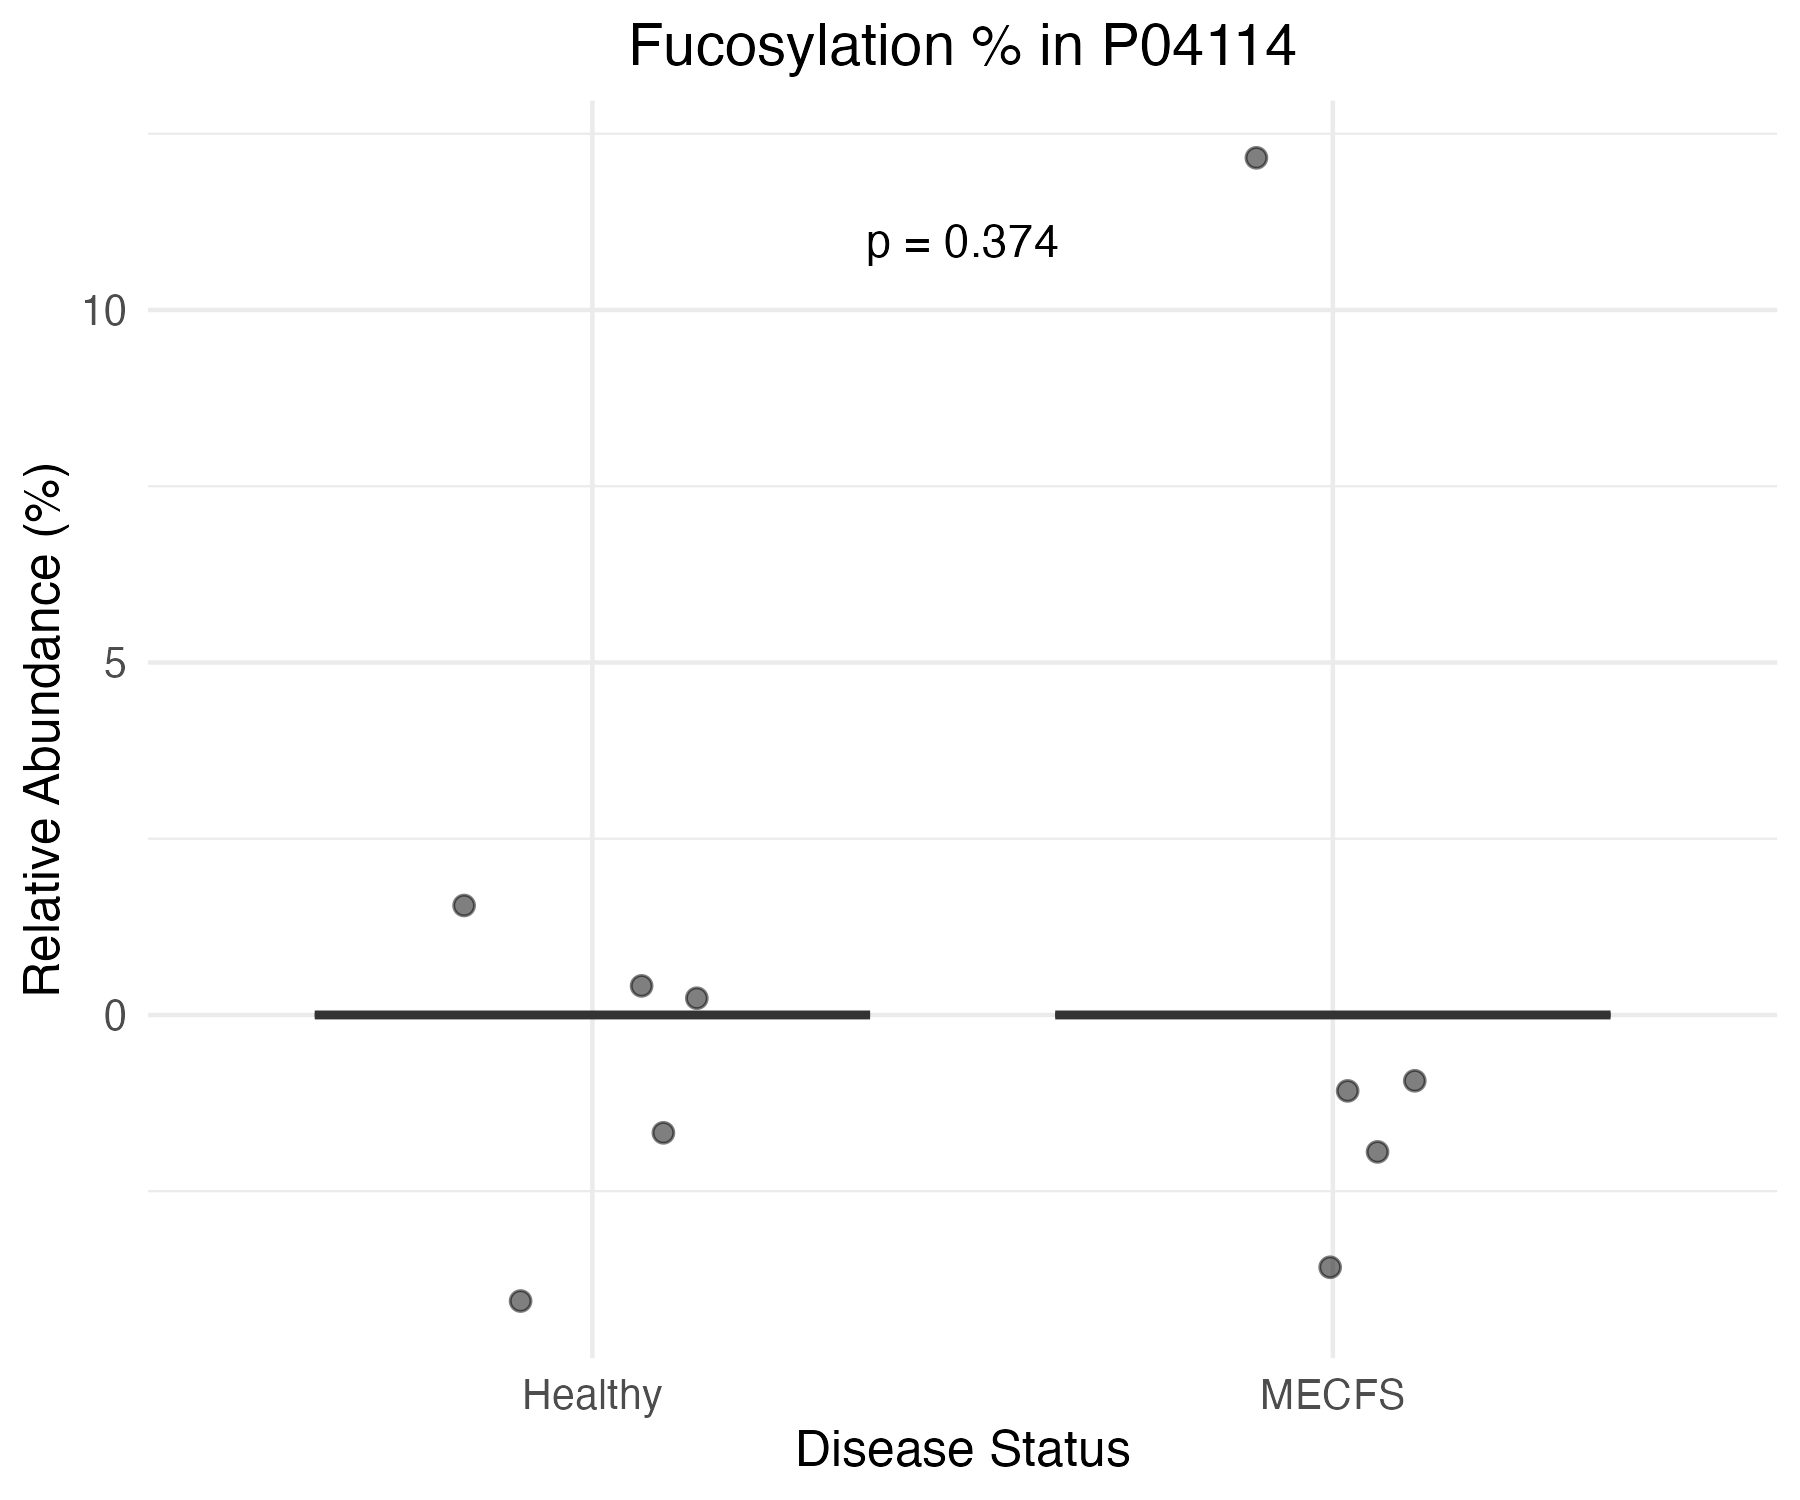 Fucosylation % in P04114
p = 0.374
10
5
0
Relative Abundance (%)
Healthy
MECFS
Disease Status